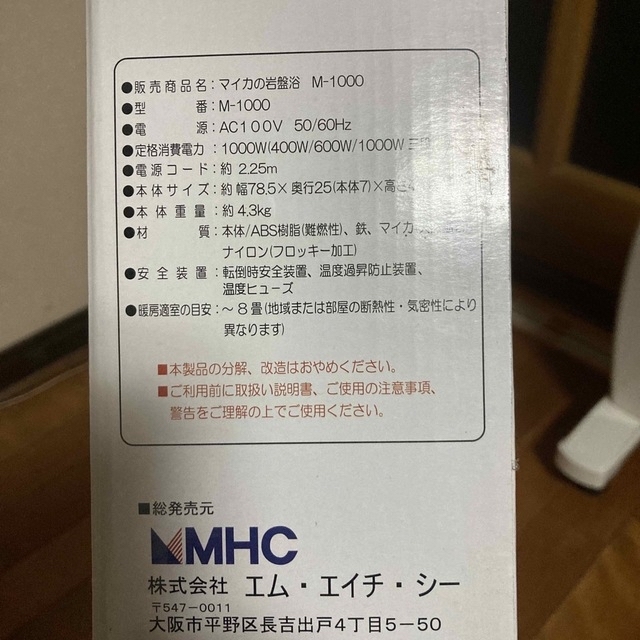 ●販売商品名：マイカの岩盤浴 M-1000
●型番：M-1000
●電源：AC100V 50/60Hz
●定格消費電力：1000W(400W/600W/1000W
●電源コード：約 2.25m
●本体サイズ：約 幅78.5×奥行25(本体7)×高さ
●本体重量：約4.3kg
●材質：本体/ABS樹脂(難燃性)、鉄、マイカ
ナイロン(フロッキー加工)
●安全装置：転倒時安全装置、温度過昇防止装置、
温度ヒューズ
●暖房適室の目安：～8畳(地域または部屋の断熱性・気密性により
異なります)
■本製品の分解、改造はおやめください。
■ご利用前に取扱い説明書、ご使用の注意事項、
警告をご理解の上でご使用ください。
■総発売元
MHC
株式会社 エム・エイチ・シー
〒547-0011
大阪市平野区長吉出戸4丁目5-50